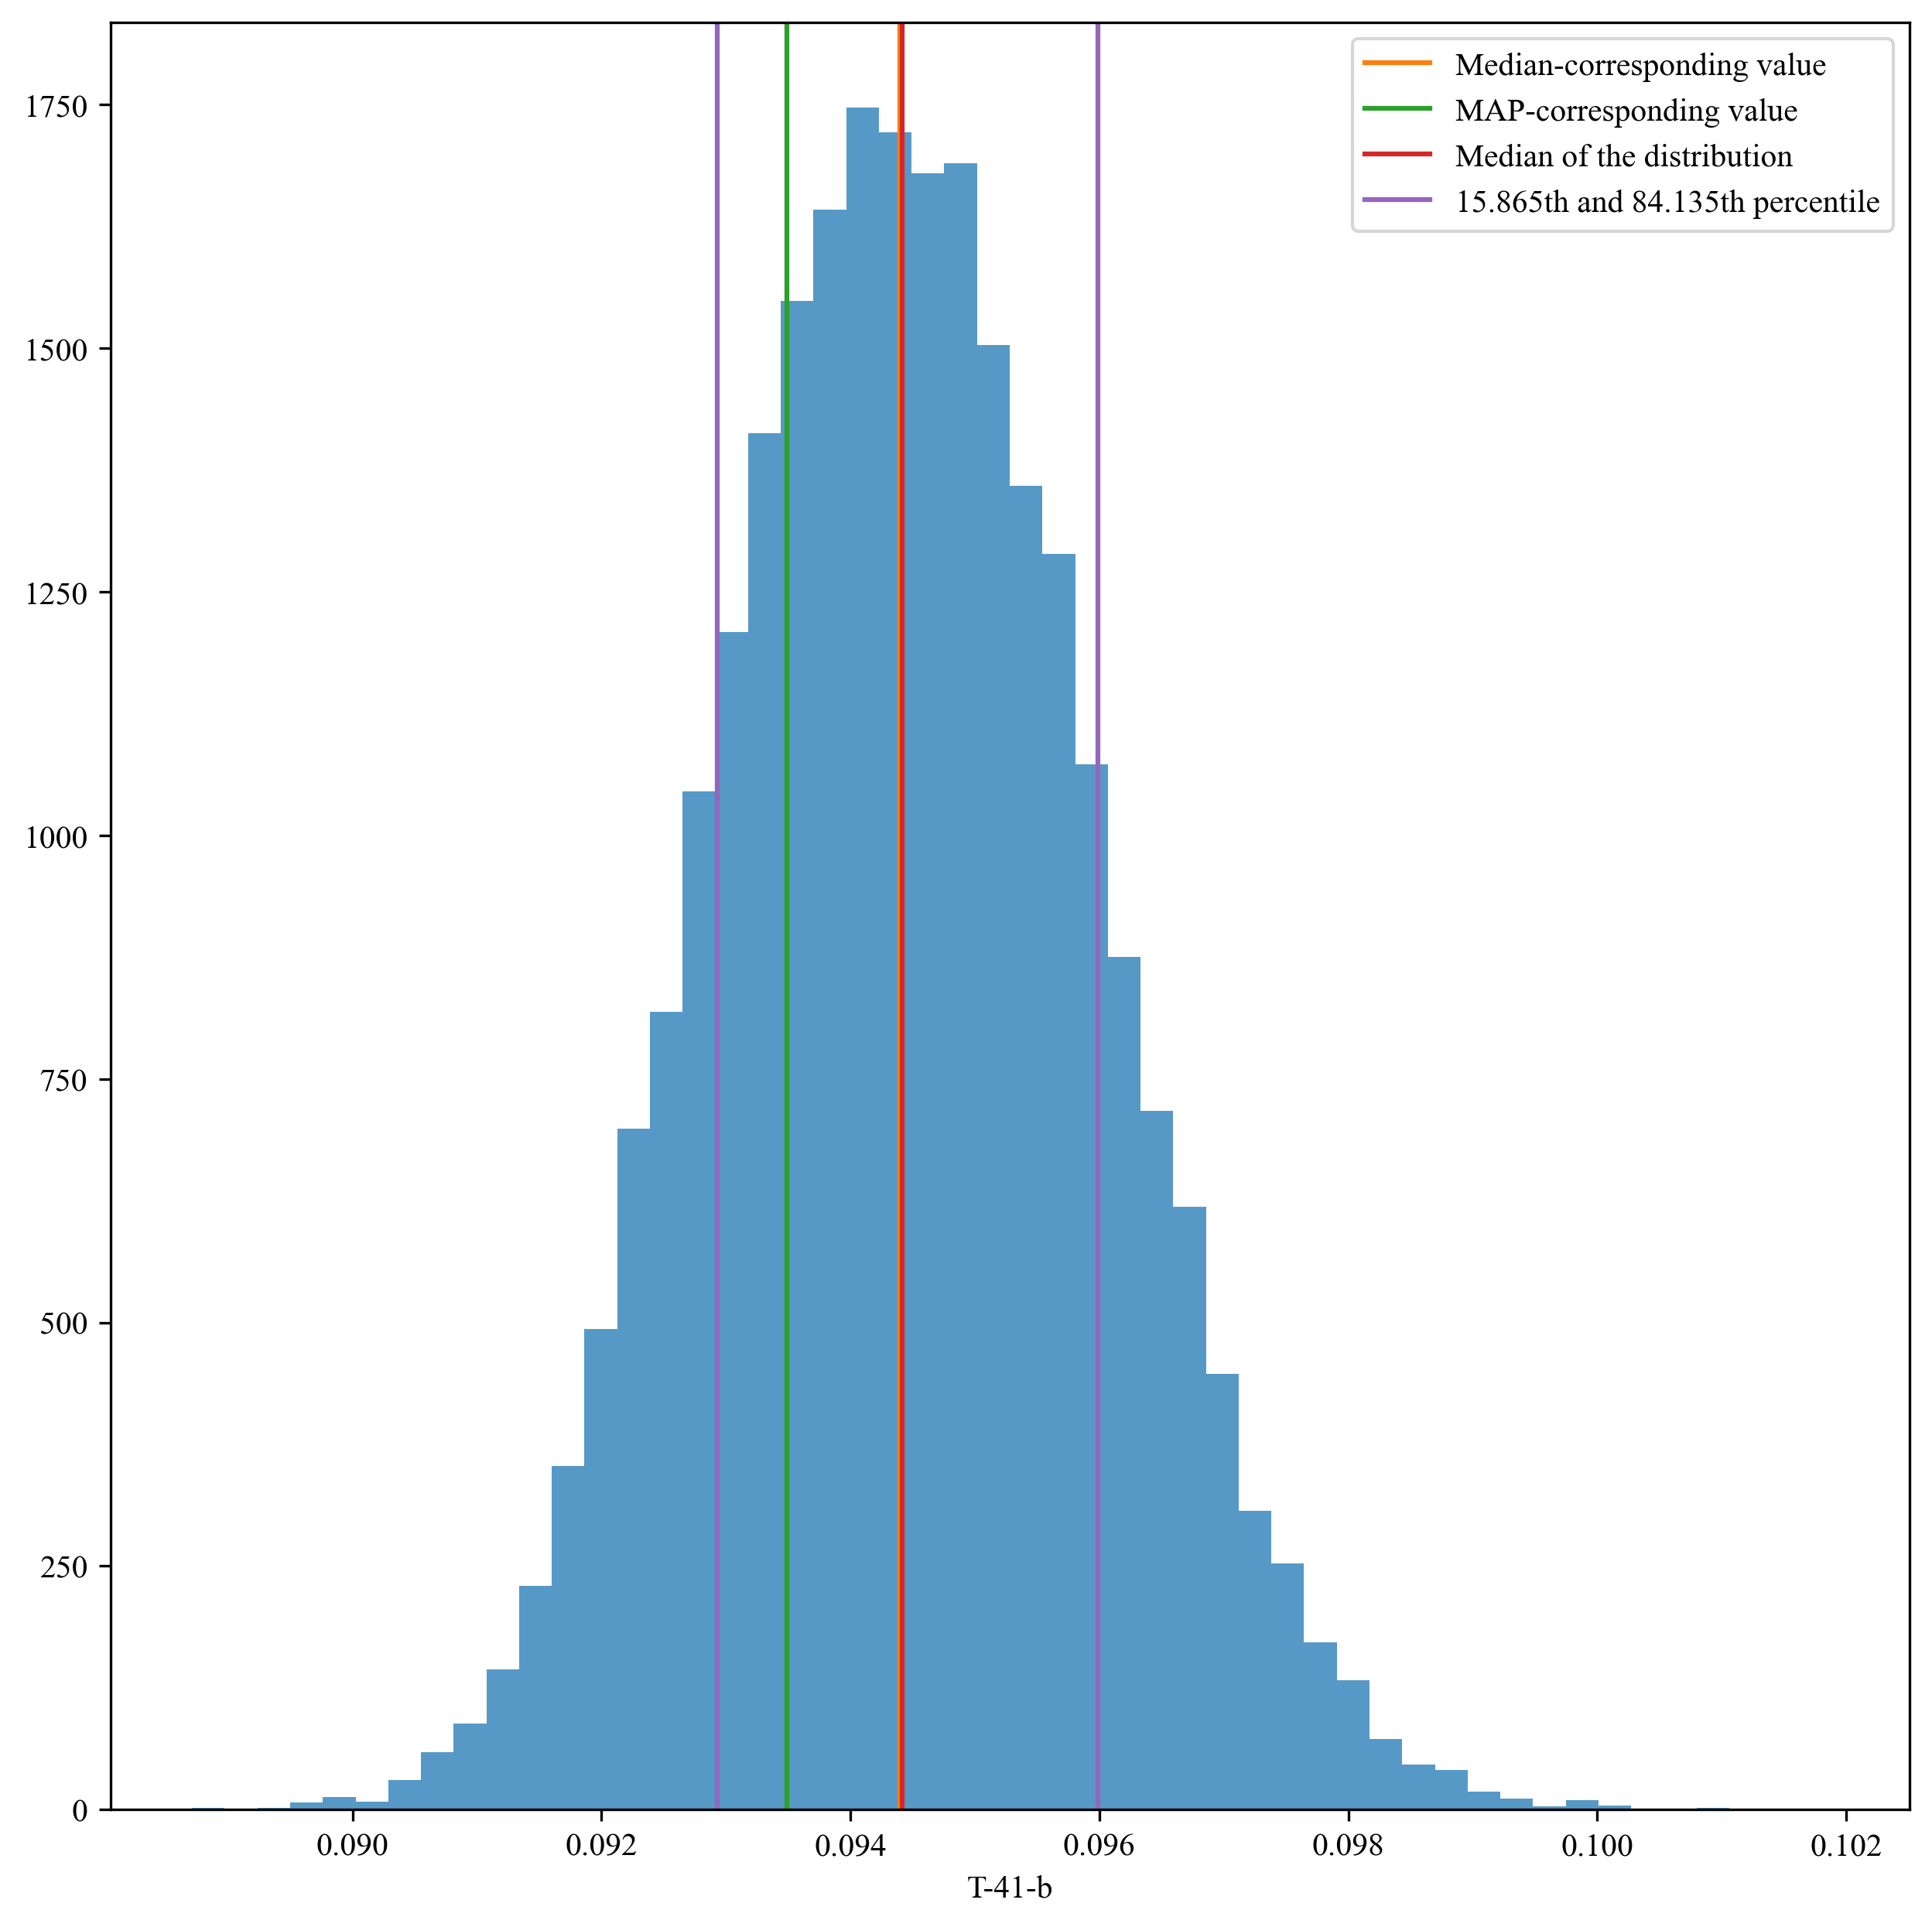 Median-corresponding value
MAP-corresponding value
Median of the distribution
15.865th and 84.135th percentile
1750
1500
1250
1000
750
500
250
0
0.090 0.092 0.094 0.096 0.098 0.100 0.102
T-41-b